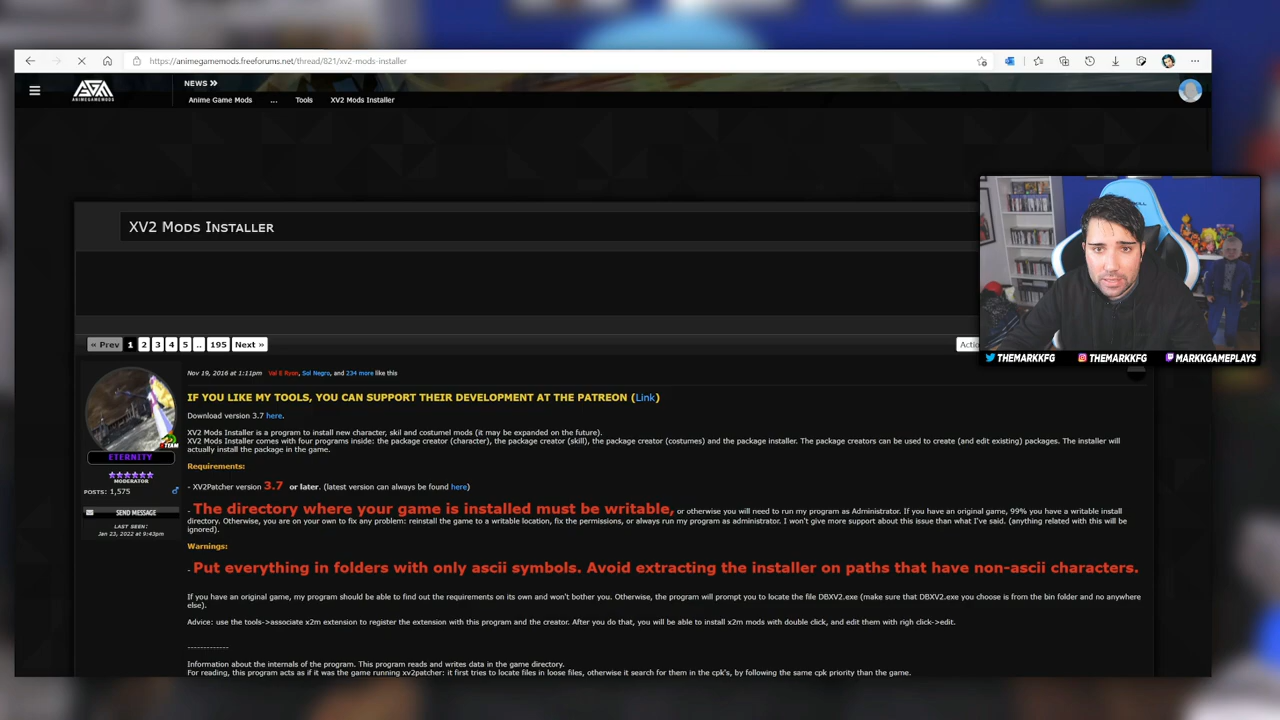 https://animegamemods.freeforums.net/thread/821/xv2-mods-installer
NEWS
ANIMEGAMEMODS
Anime Game Mods ... Tools XV2 Mods Installer
XV2 Mods Installer
« Prev 1 2 3 4 5 .. 195 Next »
Actio
THEMARKKFG THEMARKKFG MARKKGAMEPLAYS
Nov 19, 2016 at 1:11pm Val E Ryon, Sol Negro, and 234 more like this
IF YOU LIKE MY TOOLS, YOU CAN SUPPORT THEIR DEVELOPMENT AT THE PATREON (Link)
Download version 3.7 here.
XV2 Mods Installer is a program to install new character, skil and costumel mods (it may be expanded on the future).
XV2 Mods Installer comes with four programs inside: the package creator (character), the package creator (skill), the package creator (costumes) and the package installer. The package creators can be used to create (and edit existing) packages. The installer will
actually install the package in the game.
ETERNITY
MODERATOR
POSTS: 1,575
SEND MESSAGE
LAST SEEN:
Jan 23, 2022 at 9:43pm
Requirements:
- XV2Patcher version 3.7 or later. (latest version can always be found here)
- The directory where your game is installed must be writable, or otherwise you will need to run my program as Administrator. If you have an original game, 99% you have a writable install
directory. Otherwise, you are on your own to fix any problem: reinstall the game to a writable location, fix the permissions, or always run my program as administrator. I won't give more support about this issue than what I've said. (anything related with this will be
ignored).
Warnings:
- Put everything in folders with only ascii symbols. Avoid extracting the installer on paths that have non-ascii characters.
If you have an original game, my program should be able to find out the requirements on its own and won't bother you. Otherwise, the program will prompt you to locate the file DBXV2.exe (make sure that DBXV2.exe you choose is from the bin folder and no anywhere
else).
Advice: use the tools->associate x2m extension to register the extension with this program and the creator. After you do that, you will be able to install x2m mods with double click, and edit them with righ click->edit.
-------------
Information about the internals of the program. This program reads and writes data in the game directory.
For reading, this program acts as if it was the game running xv2patcher: it first tries to locate files in loose files, otherwise it search for them in the cpk's, by following the same cpk priority than the game.